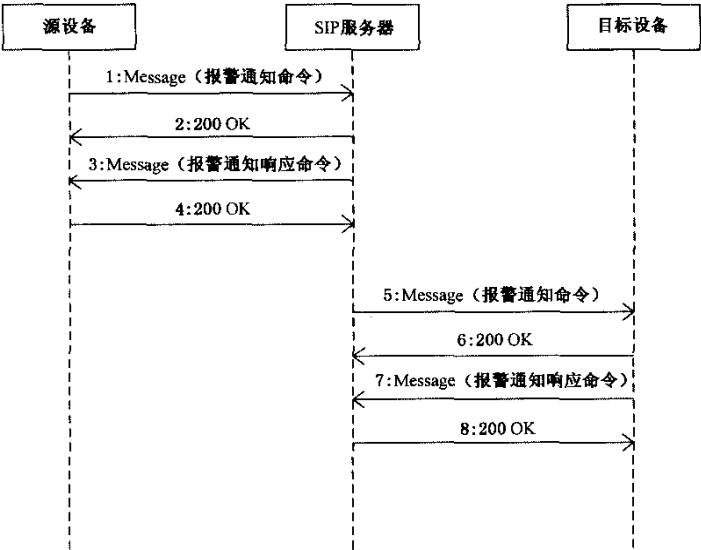 源设备
SIP服务器
目标设备
1:Message（报警通知命令）
2:200 OK
3:Message（报警通知响应命令）
4:200 OK
5:Message（报警通知命令）
6:200 OK
7:Message（报警通知响应命令）
8:200 OK